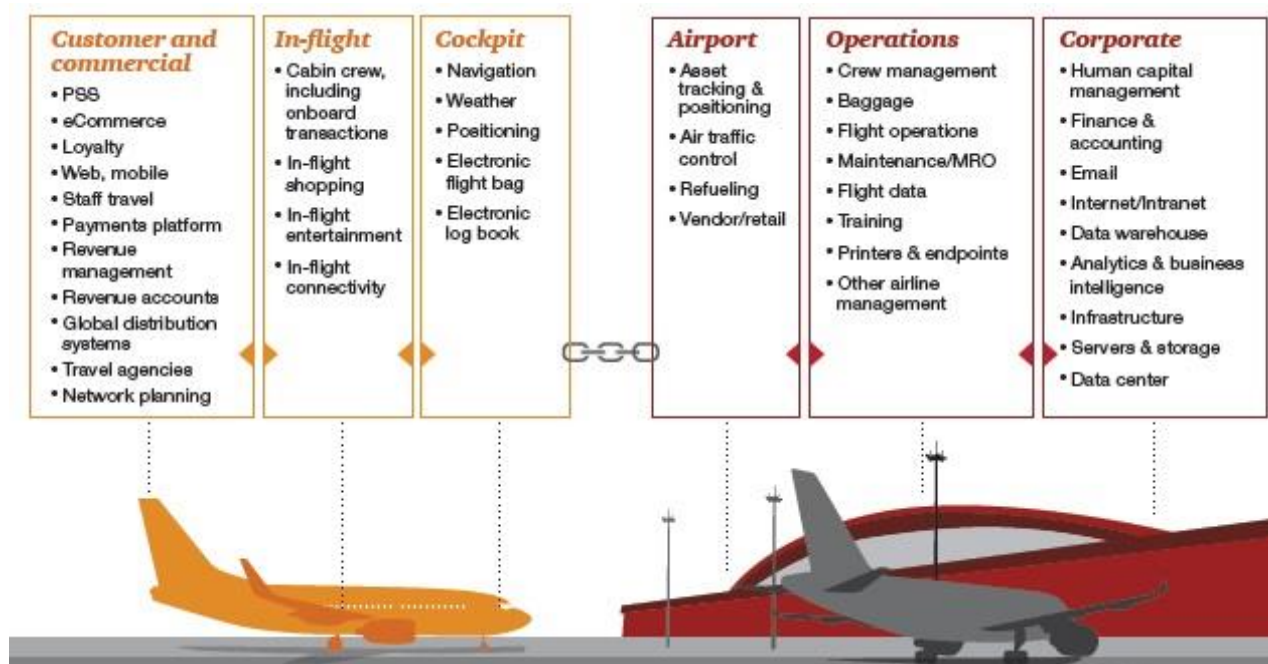 Customer and
commercial
• PSS
• eCommerce
• Loyalty
• Web, mobile
• Staff travel
• Payments platform
• Revenue
management
• Revenue accounts
• Global distribution
systems
• Travel agencies
• Network planning
In-flight
• Cabin crew,
including
onboard
transactions
• In-flight
shopping
• In-flight
entertainment
• In-flight
connectivity
Cockpit
• Navigation
• Weather
• Positioning
• Electronic
flight bag
• Electronic
log book
Airport
• Asset
tracking &
positioning
• Air traffic
control
• Refueling
• Vendor/retail
Operations
• Crew management
• Baggage
• Flight operations
• Maintenance/MRO
• Flight data
• Training
• Printers & endpoints
• Other airline
management
Corporate
• Human capital
management
• Finance &
accounting
• Email
• Internet/Intranet
• Data warehouse
• Analytics & business
intelligence
• Infrastructure
• Servers & storage
• Data center